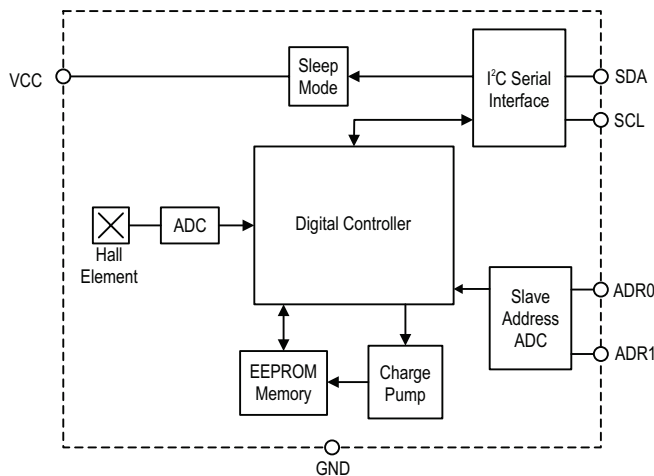 VCC
Sleep
Mode
I²C Serial
Interface
SDA
SCL
Digital Controller
ADC
Hall
Element
Slave
Address
ADC
ADR0
ADR1
EEPROM
Memory
Charge
Pump
GND